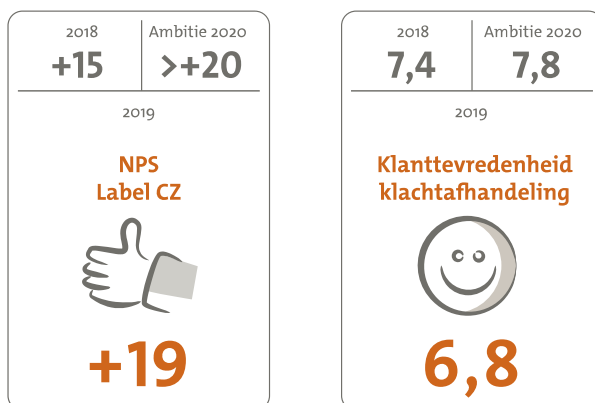 2018
Ambitie 2020
+15
>+20
2019
NPS
Label CZ
+19
2018
Ambitie 2020
7,4
7,8
2019
Klanttevredenheid
klachtafhandeling
6,8